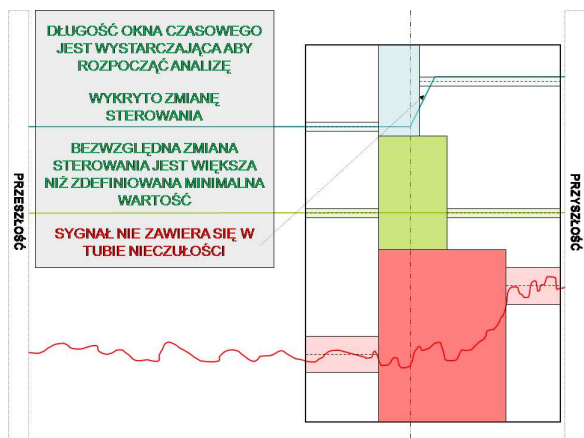 DŁUGOŚĆ OKNA CZASOWEGO
JEST WYSTARCZAJĄCA ABY
ROZPOCZĄĆ ANALIZĘ
WYKRYTO ZMIANĘ
STEROWANIA
BEZWZGLĘDNA ZMIANA
STEROWANIA JEST WIĘKSZA
NIŻ ZDEFINIOWANA MINIMALNA
WARTOŚĆ
SYGNAŁ NIE ZAWIERA SIĘ W
TUBIE NIECZUŁOŚCI
PRZESZŁOŚĆ
PRZYSZŁOŚĆ